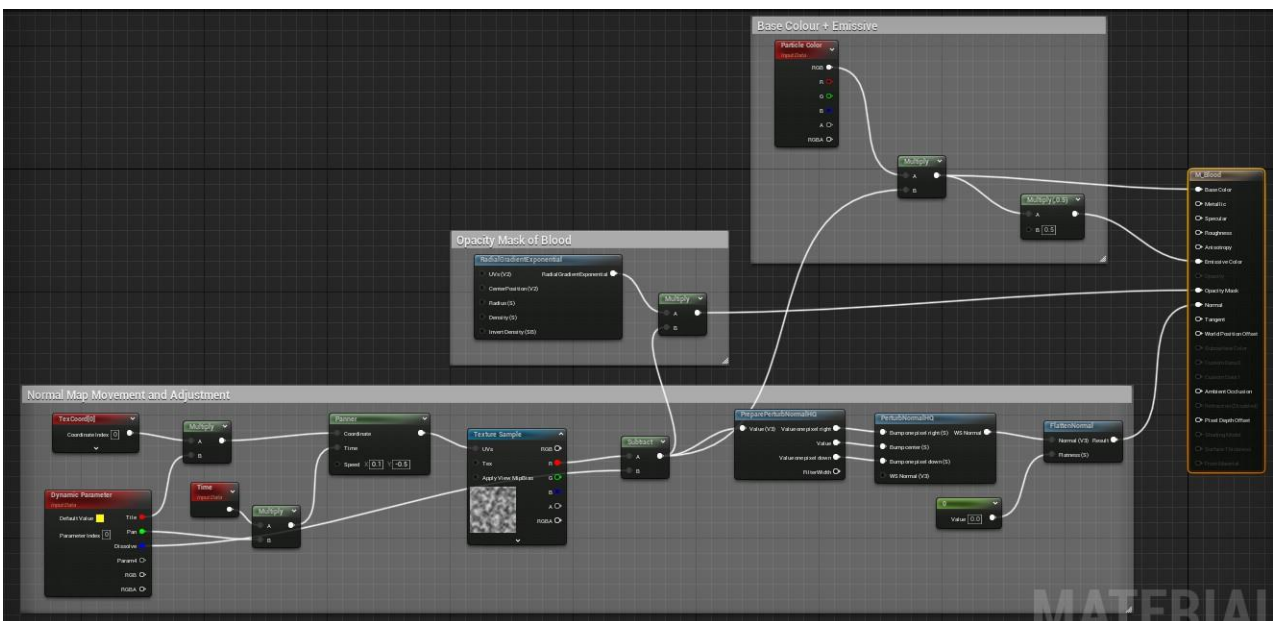 Base Colour + Emissive
Particle Color
Input Data
RGB
R
G
B
A
RGBA
Multiply
A
B
Multiply(,0.5)
A
B 0.5
M_Blood
Base Color
Metallic
Specular
Roughness
Anisotropy
Emissive Color
Opacity
Opacity Mask
Normal
Tangent
World Position Offset
Ambient Occlusion
Pixel Depth Offset
Opacity Mask of Blood
RadialGradientExponential
UVs (V2) RadialGradientExponential
CenterPosition (V2)
Radius (S)
Density (S)
Invert Density (SB)
Multiply
A
B
Normal Map Movement and Adjustment
TexCoord[0]
Coordinate Index 0
Multiply
A
B
Dynamic Parameter
Input Data
Default Value Tile
Parameter Index 0 Pan
Dissolve
Param4
RGB
RGBA
Time
Input Data
Multiply
A
B
Panner
Coordinate
Time
Speed X 0.1 Y -0.5
Texture Sample
UVs RGB
Tex R
Apply View MipBias G
B
A
RGBA
Subtract
A
B
PreparePerturbNormalHQ
Value (V3) Value one pixel right
Value
Value one pixel down
FilterWidth
PerturbNormalHQ
Bump one pixel right (S) WS Normal
Bump center (S)
Bump one pixel down (S)
WS Normal (V3)
0
Value 0.0
FlattenNormal
Normal (V3) Result
Flatness (S)
MATERIAL